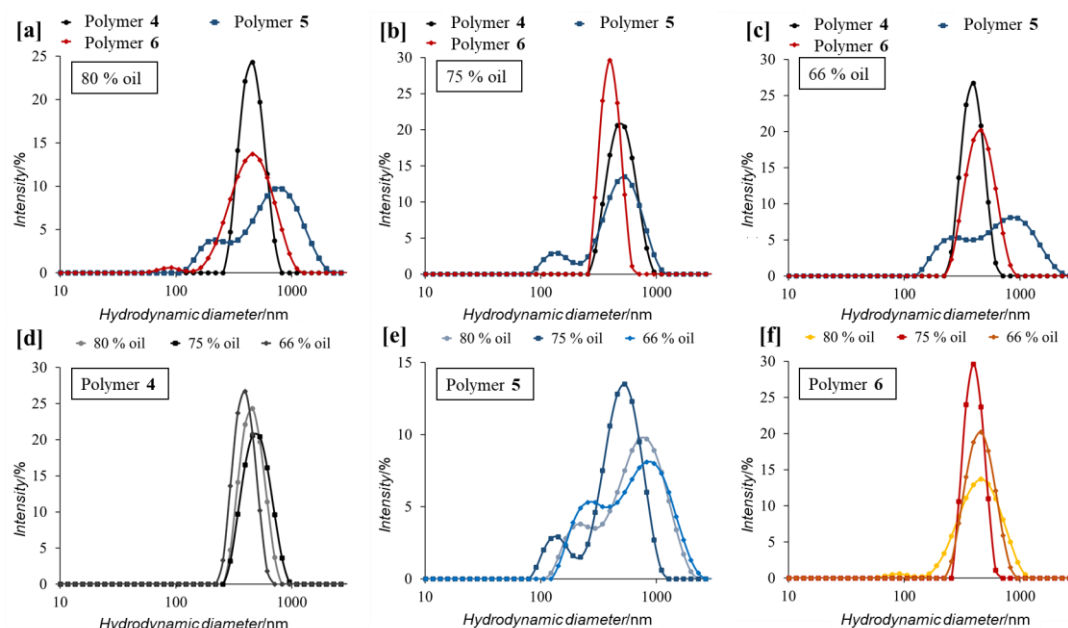 [a] Polymer 4 Polymer 5
Polymer 6
80 % oil
25
20
15
10
5
0
Intensity/%
10 100 1000
Hydrodynamic diameter/nm
[b] Polymer 4 Polymer 5
Polymer 6
75 % oil
30
25
20
15
10
5
0
Intensity/%
10 100 1000
Hydrodynamic diameter/nm
[c] Polymer 4 Polymer 5
Polymer 6
66 % oil
30
25
20
15
10
5
0
Intensity/%
10 100 1000
Hydrodynamic diameter/nm
[d] 80 % oil 75 % oil 66 % oil
Polymer 4
30
25
20
15
10
5
0
Intensity/%
10 100 1000
Hydrodynamic diameter/nm
[e] 80 % oil 75 % oil 66 % oil
Polymer 5
15
10
5
0
Intensity/%
10 100 1000
Hydrodynamic diameter/nm
[f] 80 % oil 75 % oil 66 % oil
Polymer 6
30
25
20
15
10
5
0
Intensity/%
10 100 1000
Hydrodynamic diameter/nm